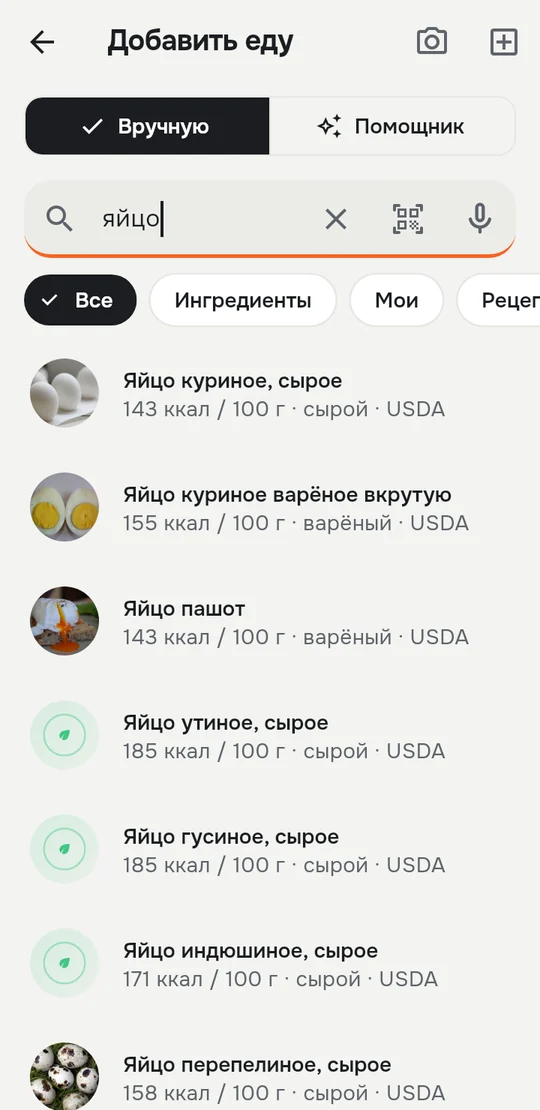 Добавить еду
Вручную
Помощник
яйцо
Все
Ингредиенты
Мои
Яйцо куриное, сырое
143 ккал / 100 г · сырой · USDA
Яйцо куриное варёное вкрутую
155 ккал / 100 г · варёный · USDA
Яйцо пашот
143 ккал / 100 г · варёный · USDA
Яйцо утиное, сырое
185 ккал / 100 г · сырой · USDA
Яйцо гусиное, сырое
185 ккал / 100 г · сырой · USDA
Яйцо индюшиное, сырое
171 ккал / 100 г · сырой · USDA
Яйцо перепелиное, сырое
158 ккал / 100 г · сырой · USDA